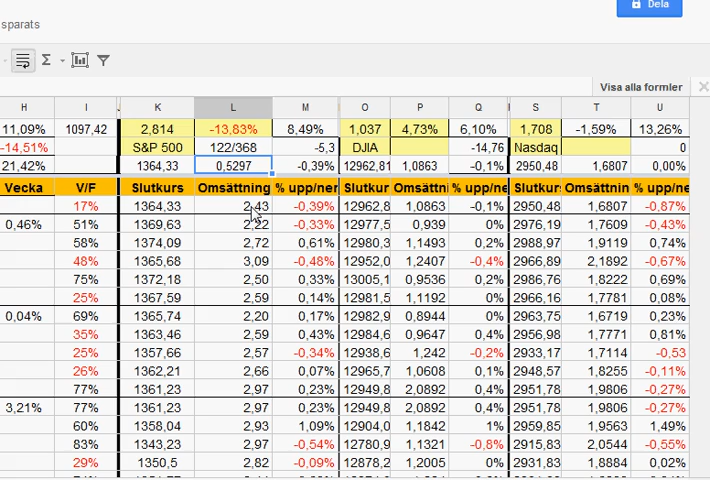 Dela
sparats
Σ
Visa alla formler
H I K L M O P Q S T U
11,09% 1097,42 2,814 -13,83% 8,49% 1,037 4,73% 6,10% 1,708 -1,59% 13,26%
-14,51% S&P 500 122/368 -5,3 DJIA -14,76 Nasdaq 0
21,42% 1364,33 0,5297 -0,39% 12962,81 1,0863 -0,1% 2950,48 1,6807 0,00%
Vecka V/F Slutkurs Omsättning % upp/ner Slutkur Omsättni % upp/ne Slutkurs Omsättnin % upp/ne
17% 1364,33 2,43 -0,39% 12962,8 1,0863 -0,1% 2950,48 1,6807 -0,87%
0,46% 51% 1369,63 2,22 -0,33% 12977,5 0,939 0% 2976,19 1,7609 -0,43%
58% 1374,09 2,72 0,61% 12980,3 1,1493 0,2% 2988,97 1,9119 0,74%
48% 1365,68 3,09 -0,48% 12952,0 1,2407 -0,4% 2966,89 2,1892 -0,67%
75% 1372,18 2,50 0,33% 13005,1 0,9536 0,2% 2986,76 1,8222 0,69%
25% 1367,59 2,59 0,14% 12981,5 1,1192 0% 2966,16 1,7781 0,08%
0,04% 69% 1365,74 2,20 0,17% 12982,9 0,8944 0% 2963,75 1,6719 0,23%
35% 1363,46 2,59 0,43% 12984,6 0,9647 0,4% 2956,98 1,7771 0,81%
25% 1357,66 2,57 -0,34% 12938,6 1,242 -0,2% 2933,17 1,7114 -0,53
26% 1362,21 2,66 0,07% 12965,7 1,0608 0,1% 2948,57 1,8255 -0,11%
77% 1361,23 2,97 0,23% 12949,8 2,0892 0,4% 2951,78 1,9806 -0,27%
3,21% 77% 1361,23 2,97 0,23% 12949,8 2,0892 0,4% 2951,78 1,9806 -0,27%
60% 1358,04 2,93 1,09% 12904,0 1,1842 1% 2959,85 1,9563 1,49%
83% 1343,23 2,97 -0,54% 12780,9 1,1321 -0,8% 2915,83 2,0544 -0,55%
29% 1350,5 2,82 -0,09% 12878,2 1,2005 0% 2931,83 1,8884 0,02%